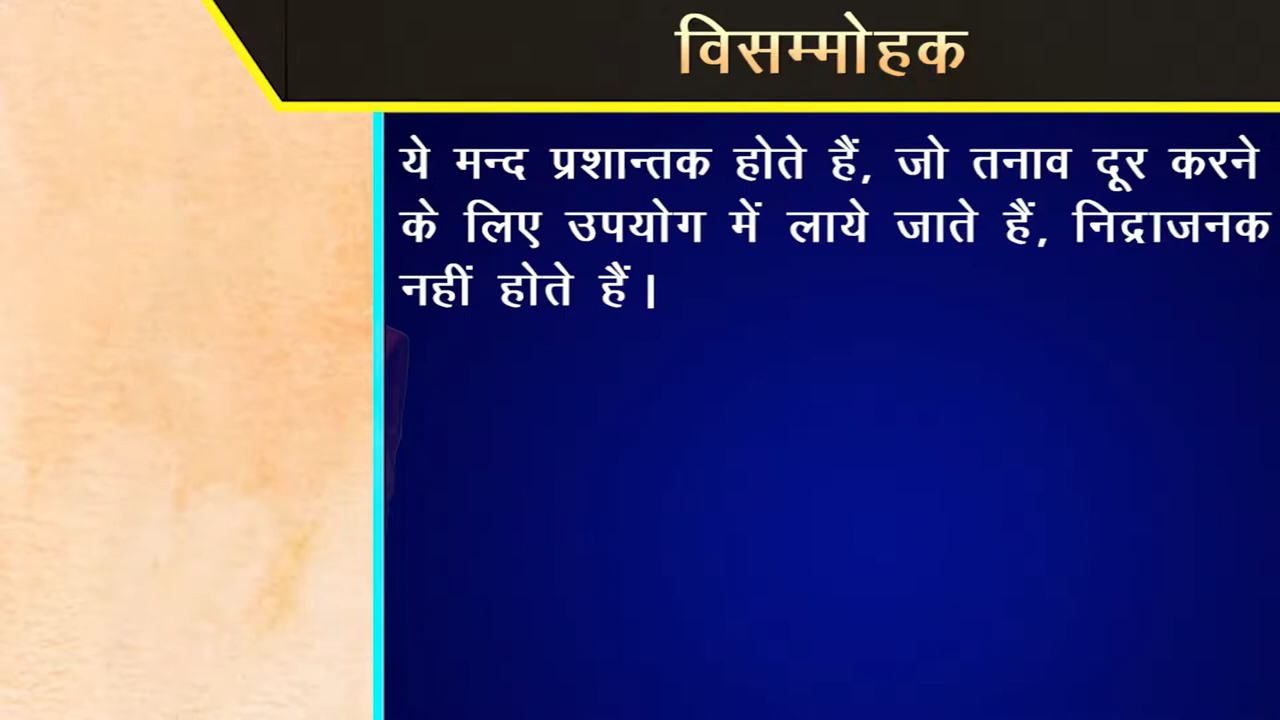 विसम्मोहक
ये मन्द प्रशान्तक होते हैं, जो तनाव दूर करने
के लिए उपयोग में लाये जाते हैं, निद्राजनक
नहीं होते हैं।